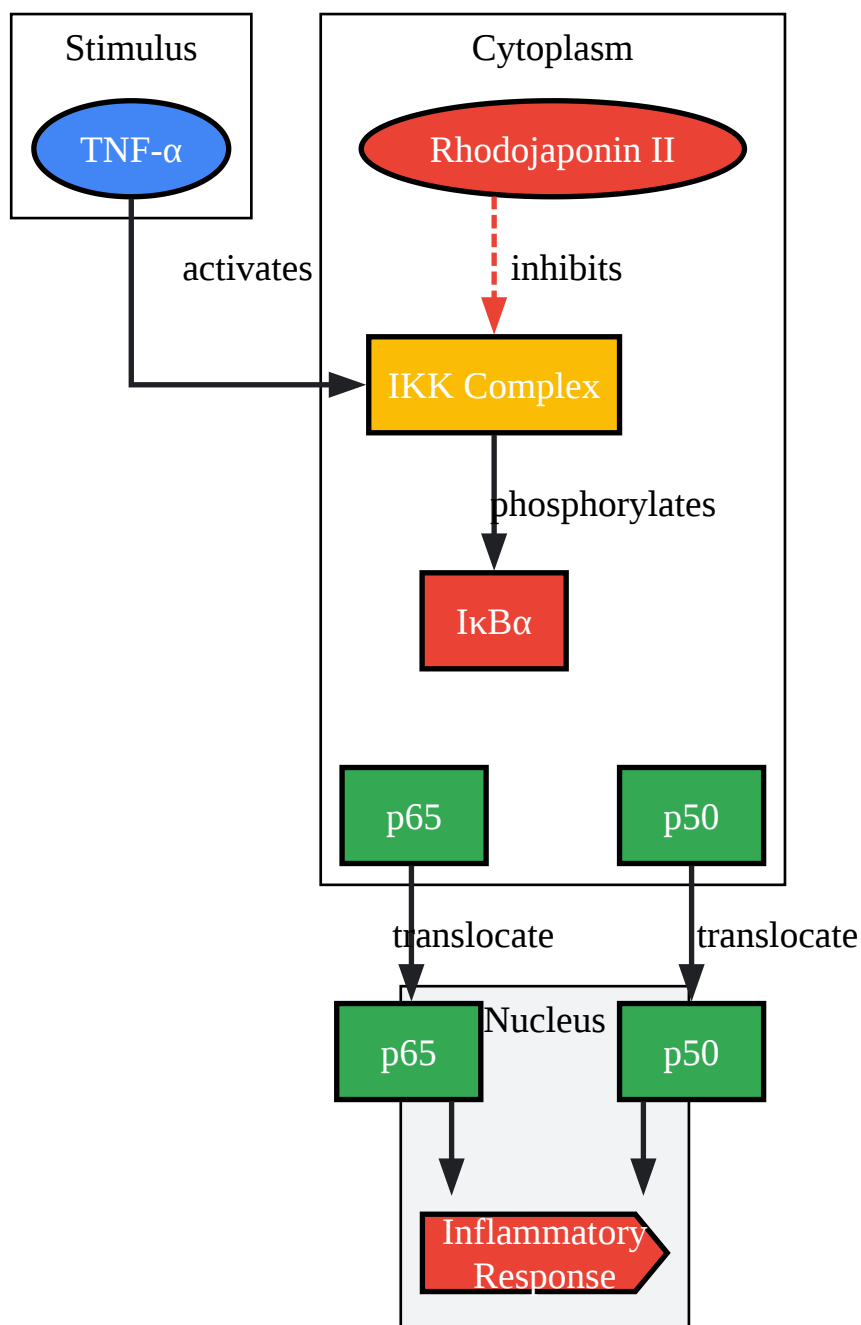 Stimulus
Cytoplasm
TNF-α
Rhodojaponin II
activates
inhibits
IKK Complex
phosphorylates
IκBα
p65
p50
translocate
translocate
Nucleus
p65
p50
Inflammatory
Response